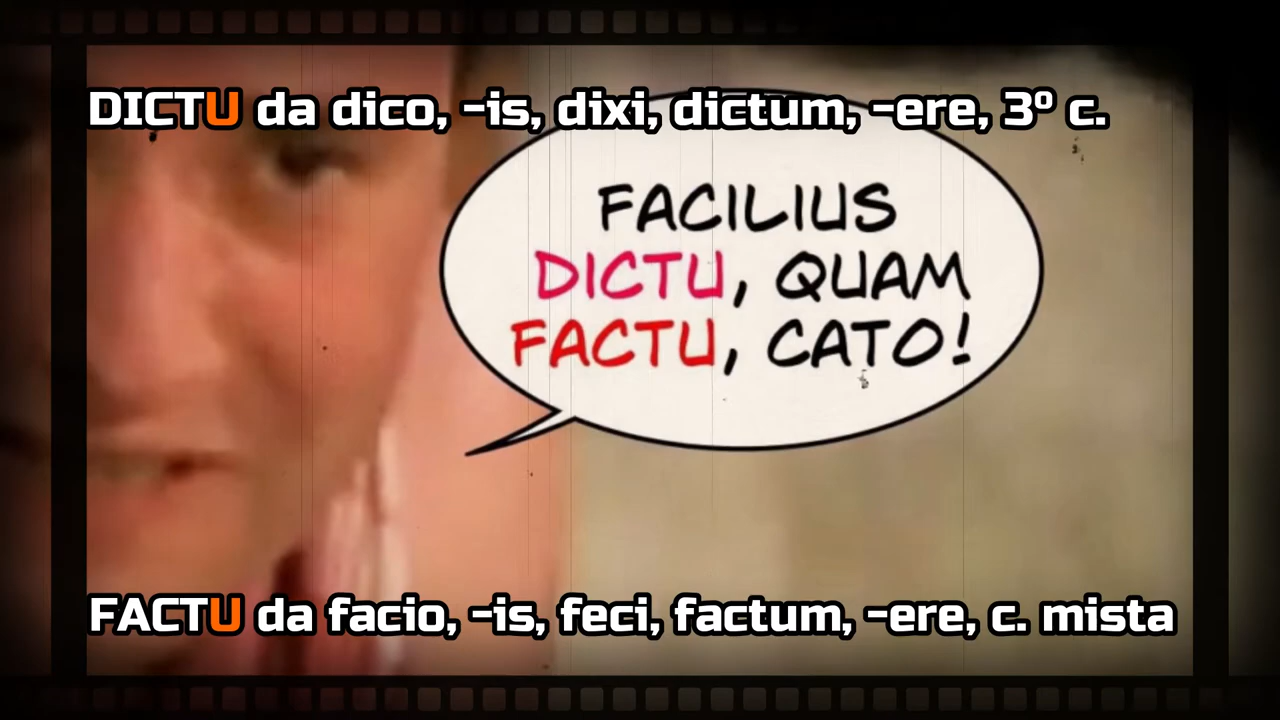 DICTU da dico, -is, dixi, dictum, -ere, 3º c.
FACILIUS
DICTU, QUAM
FACTU, CATO!
FACTU da facio, -is, feci, factum, -ere, c. mista